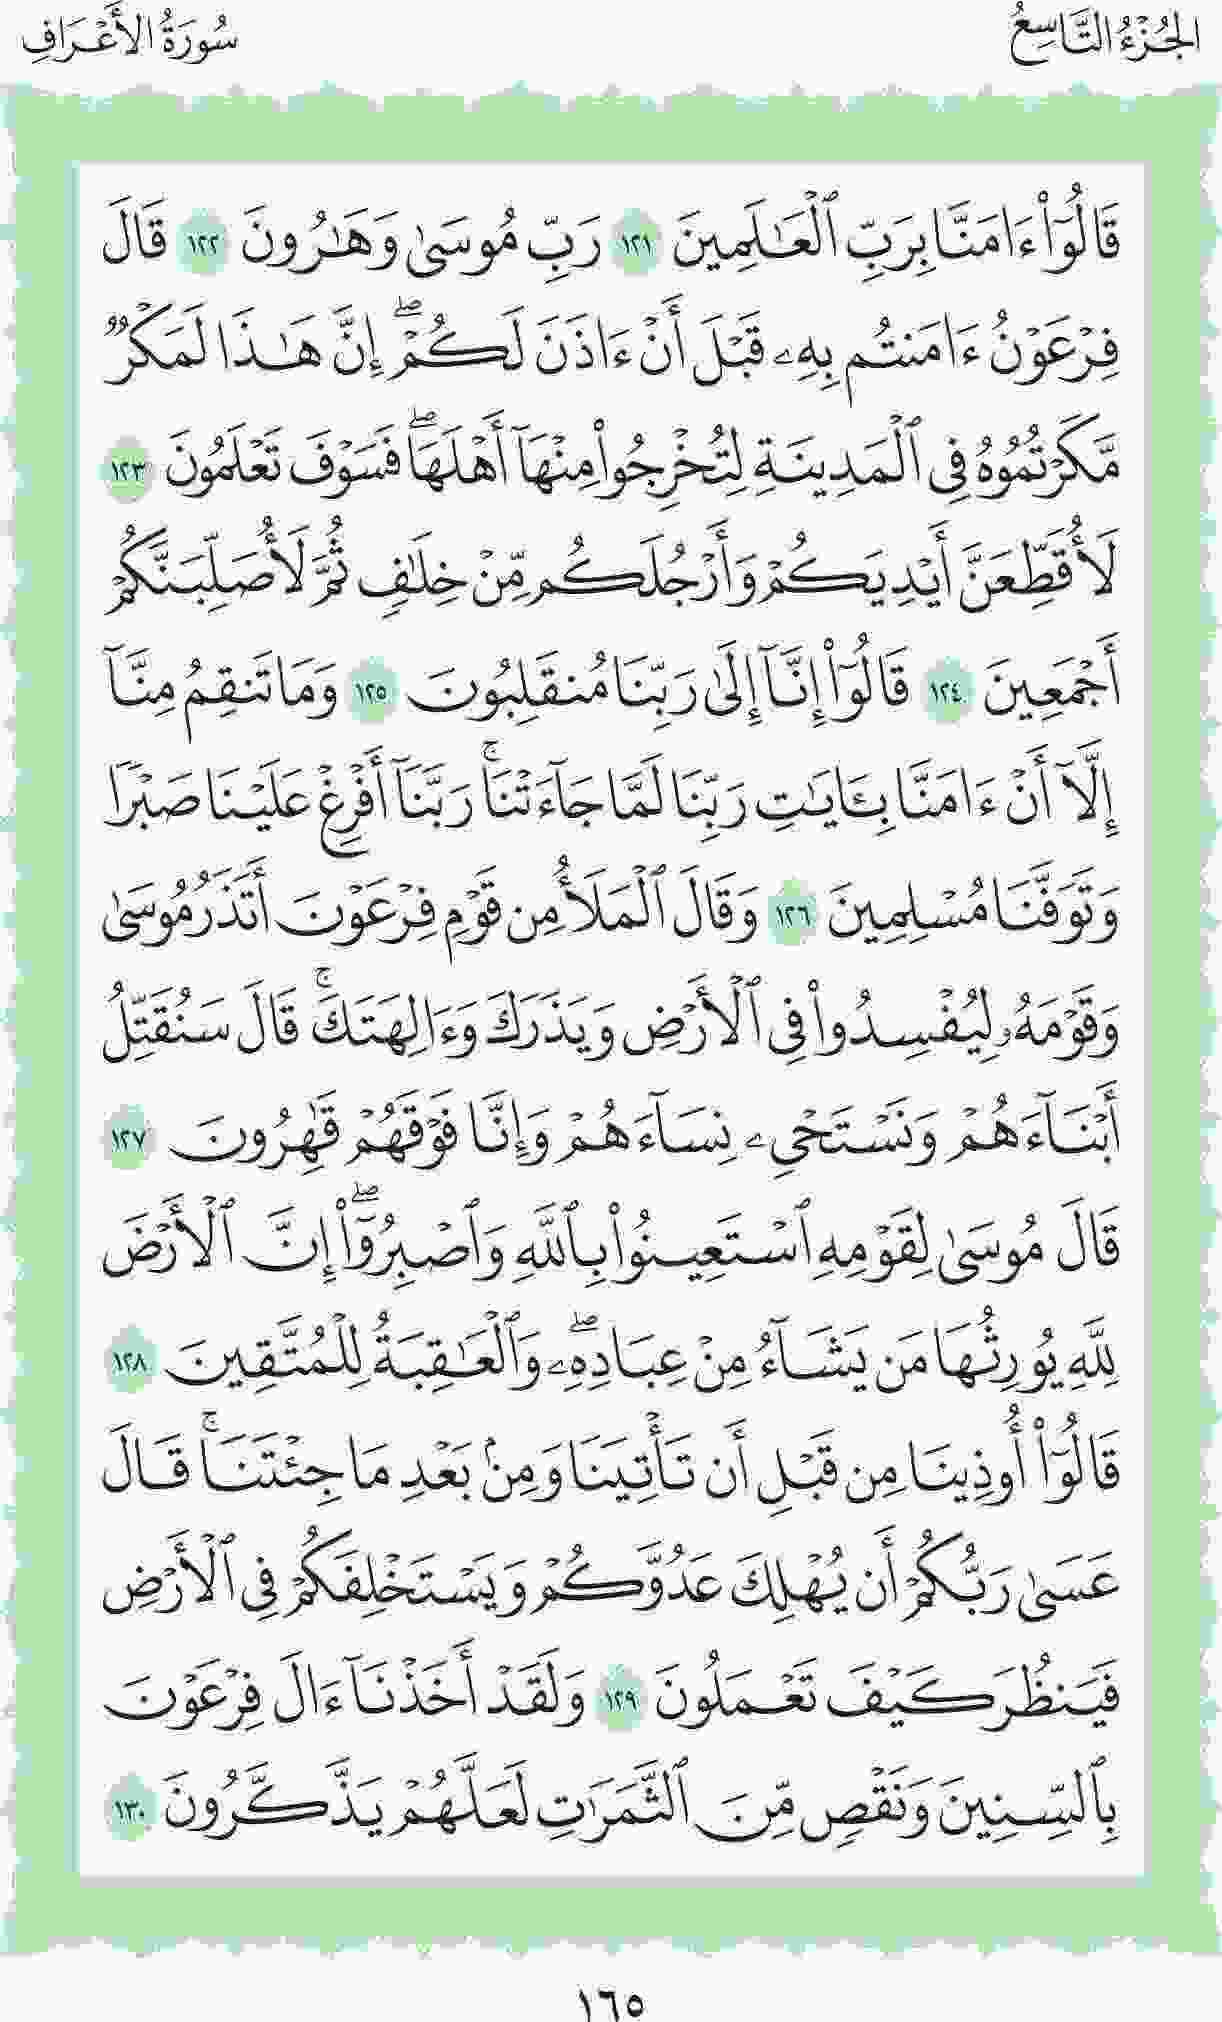 الجُزْءُ التَّاسِعُ
سُورَةُ الأَعْرَافِ
قَالُوٓا۟ ءَامَنَّا بِرَبِّ ٱلْعَـٰلَمِينَ ١٢١ رَبِّ مُوسَىٰ وَهَـٰرُونَ ١٢٢ قَالَ
فِرْعَوْنُ ءَامَنتُم بِهِۦ قَبْلَ أَنْ ءَاذَنَ لَكُمْ ۖ إِنَّ هَـٰذَا لَمَكْرٌ
مَّكَرْتُمُوهُ فِى ٱلْمَدِينَةِ لِتُخْرِجُوا۟ مِنْهَآ أَهْلَهَا ۖ فَسَوْفَ تَعْلَمُونَ ١٢٣
لَأُقَطِّعَنَّ أَيْدِيَكُمْ وَأَرْجُلَكُم مِّنْ خِلَـٰفٍ ثُمَّ لَأُصَلِّبَنَّكُمْ
أَجْمَعِينَ ١٢٤ قَالُوٓا۟ إِنَّآ إِلَىٰ رَبِّنَا مُنقَلِبُونَ ١٢٥ وَمَا تَنقِمُ مِنَّآ
إِلَّآ أَنْ ءَامَنَّا بِـَٔايَـٰتِ رَبِّنَا لَمَّا جَآءَتْنَا ۚ رَبَّنَآ أَفْرِغْ عَلَيْنَا صَبْرًا
وَتَوَفَّنَا مُسْلِمِينَ ١٢٦ وَقَالَ ٱلْمَلَأُ مِن قَوْمِ فِرْعَوْنَ أَتَذَرُ مُوسَىٰ
وَقَوْمَهُۥ لِيُفْسِدُوا۟ فِى ٱلْأَرْضِ وَيَذَرَكَ وَءَالِهَتَكَ ۚ قَالَ سَنُقَتِّلُ
أَبْنَآءَهُمْ وَنَسْتَحْىِۦ نِسَآءَهُمْ وَإِنَّا فَوْقَهُمْ قَـٰهِرُونَ ١٢٧
قَالَ مُوسَىٰ لِقَوْمِهِ ٱسْتَعِينُوا۟ بِٱللَّهِ وَٱصْبِرُوٓا۟ ۖ إِنَّ ٱلْأَرْضَ
لِلَّهِ يُورِثُهَا مَن يَشَآءُ مِنْ عِبَادِهِۦ ۖ وَٱلْعَـٰقِبَةُ لِلْمُتَّقِينَ ١٢٨
قَالُوٓا۟ أُوذِينَا مِن قَبْلِ أَن تَأْتِيَنَا وَمِنۢ بَعْدِ مَا جِئْتَنَا ۚ قَالَ
عَسَىٰ رَبُّكُمْ أَن يُهْلِكَ عَدُوَّكُمْ وَيَسْتَخْلِفَكُمْ فِى ٱلْأَرْضِ
فَيَنظُرَ كَيْفَ تَعْمَلُونَ ١٢٩ وَلَقَدْ أَخَذْنَآ ءَالَ فِرْعَوْنَ
بِٱلسِّنِينَ وَنَقْصٍ مِّنَ ٱلثَّمَرَٰتِ لَعَلَّهُمْ يَذَّكَّرُونَ ١٣٠
١٦٥